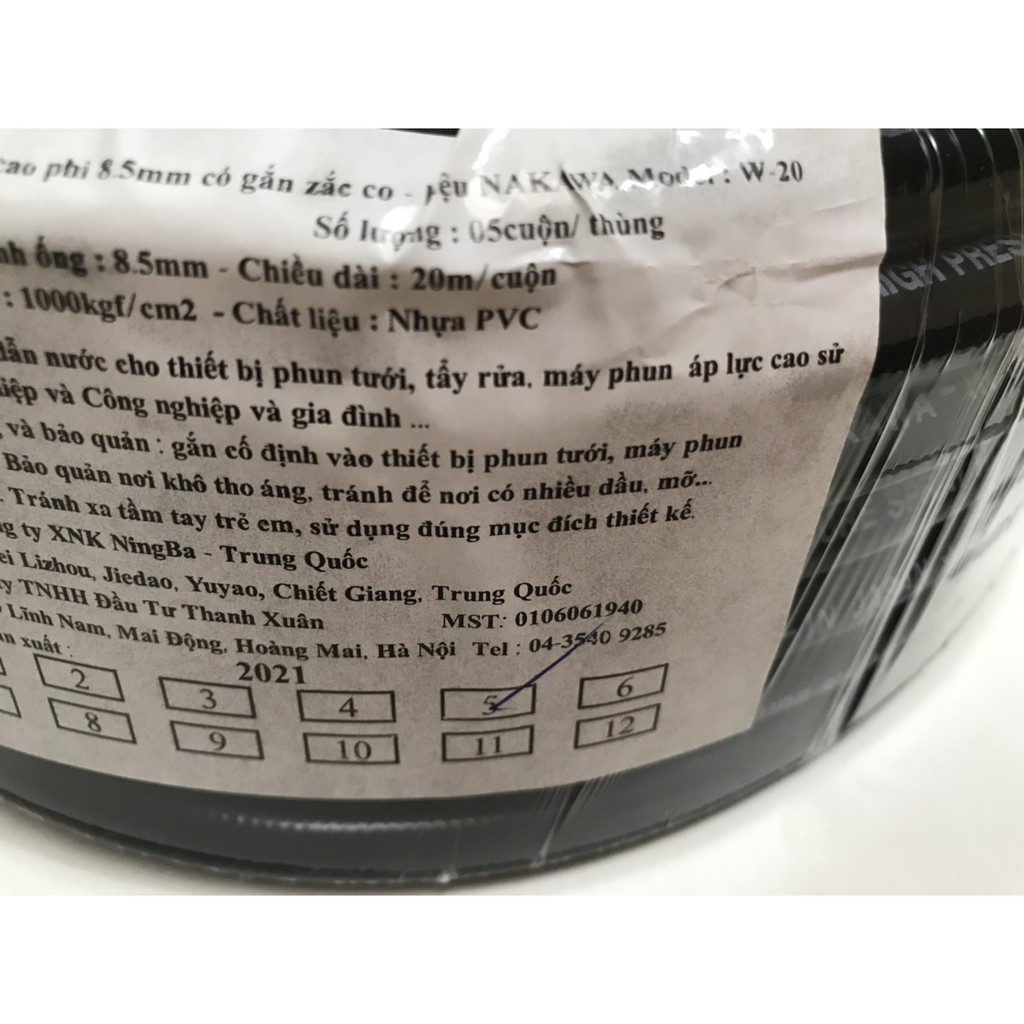 cao phi 8.5mm có gắn zắc co - NAKAWA Model : W-20
Số lượng : 05cuộn/ thùng
ống : 8.5mm - Chiều dài : 20m/cuộn
: 1000kgf/cm2 - Chất liệu : Nhựa PVC
dẫn nước cho thiết bị phun tưới, tẩy rửa, máy phun áp lực cao sử
và Công nghiệp và gia đình ...
và bảo quản : gắn cố định vào thiết bị phun tưới, máy phun
Bảo quản nơi khô tho áng, tránh để nơi có nhiều dầu, mỡ...
. Tránh xa tầm tay trẻ em, sử dụng đúng mục đích thiết kế.
ty XNK NingBa - Trung Quốc
Lizhou, Jiedao, Yuyao, Chiết Giang, Trung Quốc
TNHH Đầu Tư Thanh Xuân MST: 0106061940
Lĩnh Nam, Mai Động, Hoàng Mai, Hà Nội Tel : 04-3540 9285
xuất :
2021
2 3 4 5 6
8 9 10 11 12
HIGH PRES